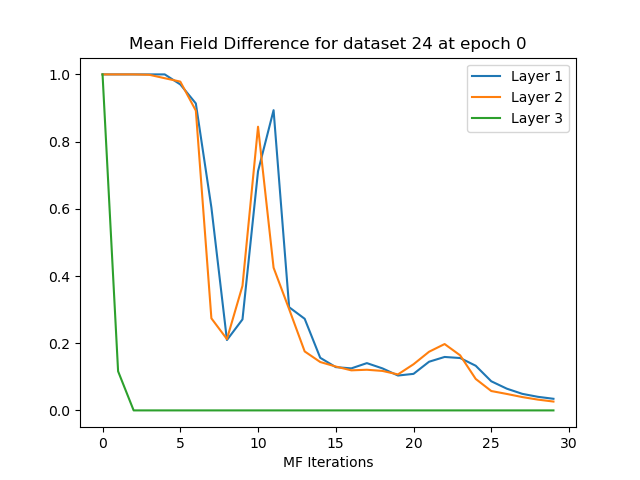 Mean Field Difference for dataset 24 at epoch 0
Layer 1
Layer 2
Layer 3
1.0
0.8
0.6
0.4
0.2
0.0
0 5 10 15 20 25 30
MF Iterations